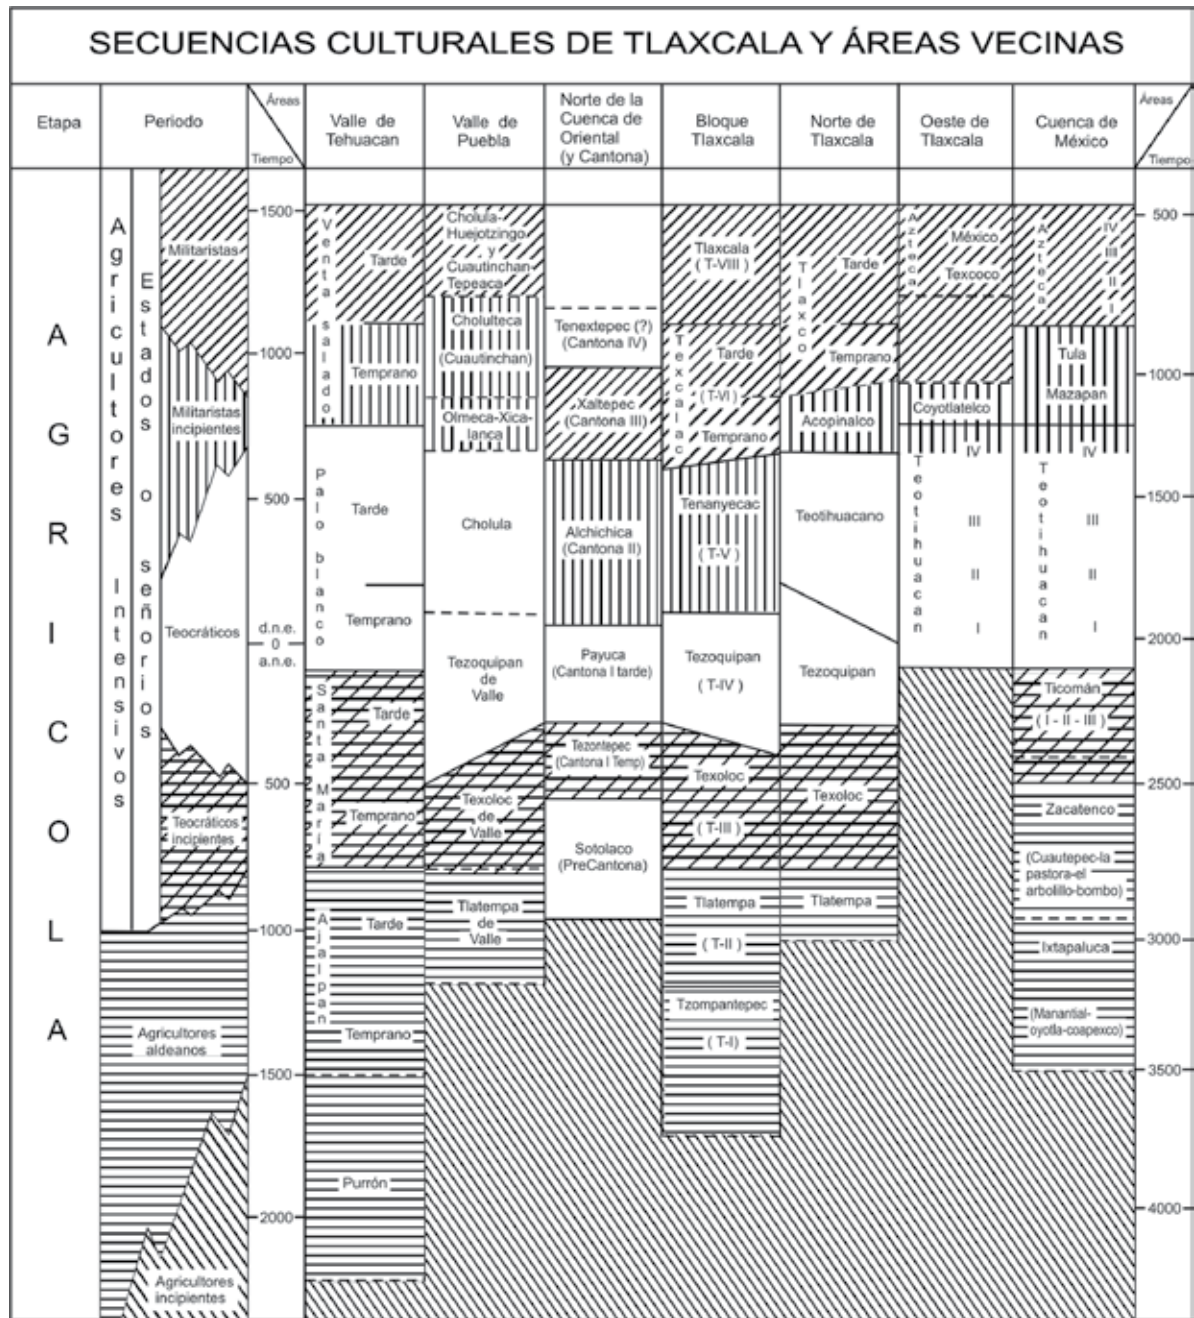 SECUENCIAS CULTURALES DE TLAXCALA Y ÁREAS VECINAS
Etapa
Periodo
Áreas
Tiempo
Valle de
Tehuacan
Valle de
Puebla
Norte de la
Cuenca de
Oriental
(y Cantona)
Bloque
Tlaxcala
Norte de
Tlaxcala
Oeste de
Tlaxcala
Cuenca de
México
Áreas
Tiempo
AGRICOLA
Agricultores Intensivos
Estados o señorios
Militaristas
Militaristas
incipientes
Teocráticos
Teocráticos
incipientes
Agricultores
aldeanos
Agricultores
incipientes
1500
1000
500
d.n.e.
0
a.n.e.
500
1000
1500
2000
Venta salado
Tarde
Temprano
Palo blanco
Tarde
Temprano
Santa María
Tarde
Temprano
Ajalpan
Tarde
Temprano
Purrón
Cholula-
Huejotzingo
y
Cuautinchan-
Tepeaca
Cholulteca
(Cuautinchan)
Olmeca-Xica-
lanca
Cholula
Tezoquipan
de
Valle
Texoloc
de
Valle
Tlatempa
de
Valle
Tenextepec (?)
(Cantona IV)
Xaltepec
(Cantona III)
Alchichica
(Cantona II)
Payuca
(Cantona I tarde)
Tezontepec
(Cantona I Temp)
Sotolaco
(PreCantona)
Tlaxcala
( T-VIII )
Texcalac
Tarde
(T-VI)
Temprano
Tenanyecac
( T-V )
Tezoquipan
( T-IV )
Texoloc
( T-III )
Tlatempa
( T-II )
Tzompantepec
( T-I)
Tlaxco
Tarde
Temprano
Acopinalco
Teotihuacano
Tezoquipan
Texoloc
Tlatempa
Azteca
México
Texcoco
Coyotlatelco
IV
Teotihuacan
III
II
I
Azteca
IV
III
II
I
Tula
Mazapan
IV
Teotihuacan
III
II
I
Ticomán
( I - II - III )
Zacatenco
(Cuautepec-la
pastora-el
arbolillo-bombo)
Ixtapaluca
(Manantial-
oyotla-coapexco)
500
1000
1500
2000
2500
3000
3500
4000